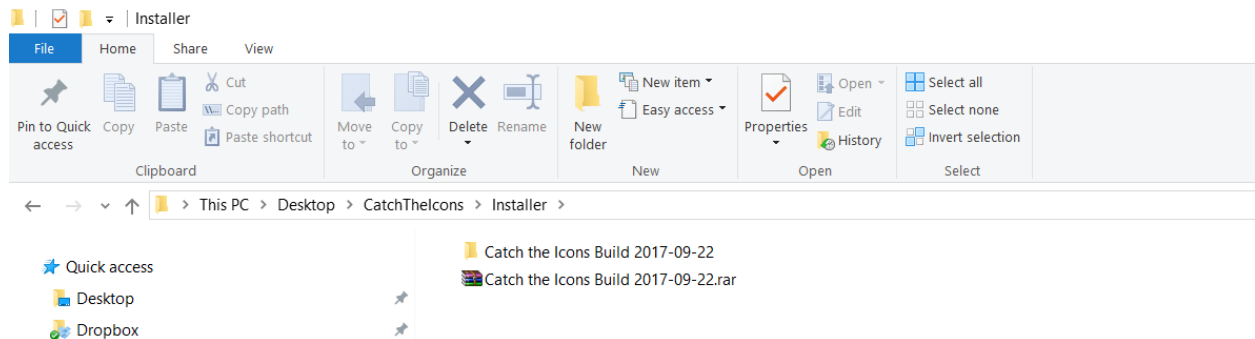 Installer
File Home Share View
Pin to Quick access
Copy
Paste
Cut
Copy path
Paste shortcut
Move to
Copy to
Delete
Rename
New folder
New item
Easy access
Properties
Open
Edit
History
Select all
Select none
Invert selection
Clipboard Organize New Open Select
> This PC > Desktop > CatchTheIcons > Installer >
Quick access
Desktop
Dropbox
Catch the Icons Build 2017-09-22
Catch the Icons Build 2017-09-22.rar